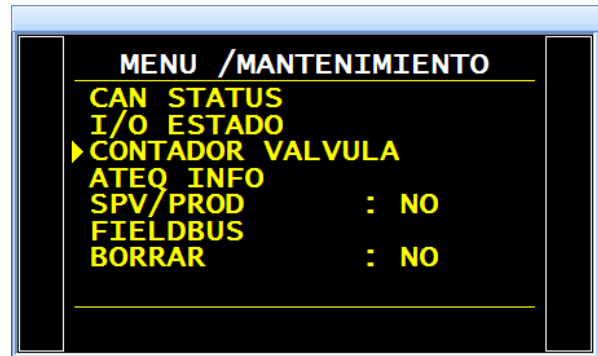 MENU /MANTENIMIENTO
CAN STATUS
I/O ESTADO
CONTADOR VALVULA
ATEQ INFO
SPV/PROD : NO
FIELDBUS
BORRAR : NO